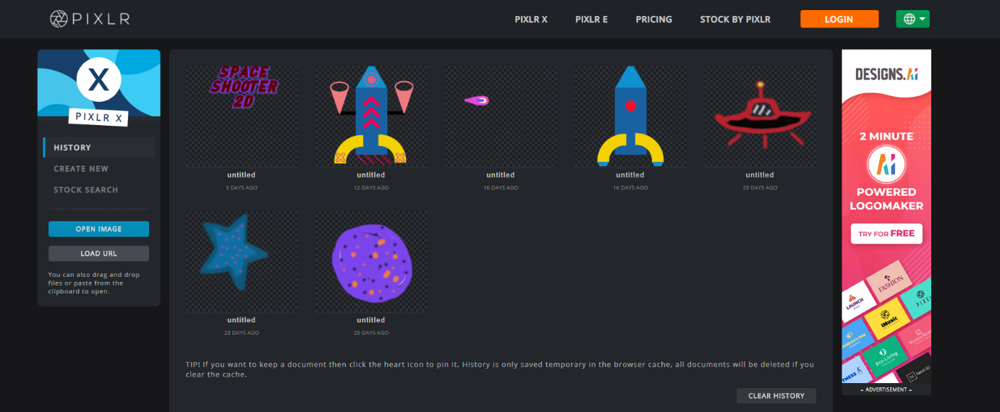 PIXLR
PIXLR X
PIXLR E
PRICING
STOCK BY PIXLR
LOGIN
X
PIXLR X
HISTORY
CREATE NEW
STOCK SEARCH
OPEN IMAGE
LOAD URL
You can also drag and drop
files or paste from the
clipboard to open.
SPACE
SHOOTER
2D
untitled
3 DAYS AGO
untitled
12 DAYS AGO
untitled
16 DAYS AGO
untitled
16 DAYS AGO
untitled
23 DAYS AGO
untitled
23 DAYS AGO
untitled
23 DAYS AGO
TIP! If you want to keep a document then click the heart icon to pin it. History is only saved temporary in the browser cache, all documents will be deleted if you
clear the cache.
CLEAR HISTORY
DESIGNS.Ai
2 MINUTE
Ai
POWERED
LOGOMAKER
TRY FOR FREE
FASHION
LAUNCH
PIXEL
iMusic
Children's Day
Women Health
Eco Living
FITNESS
NEXT IO
~ ADVERTISEMENT ~